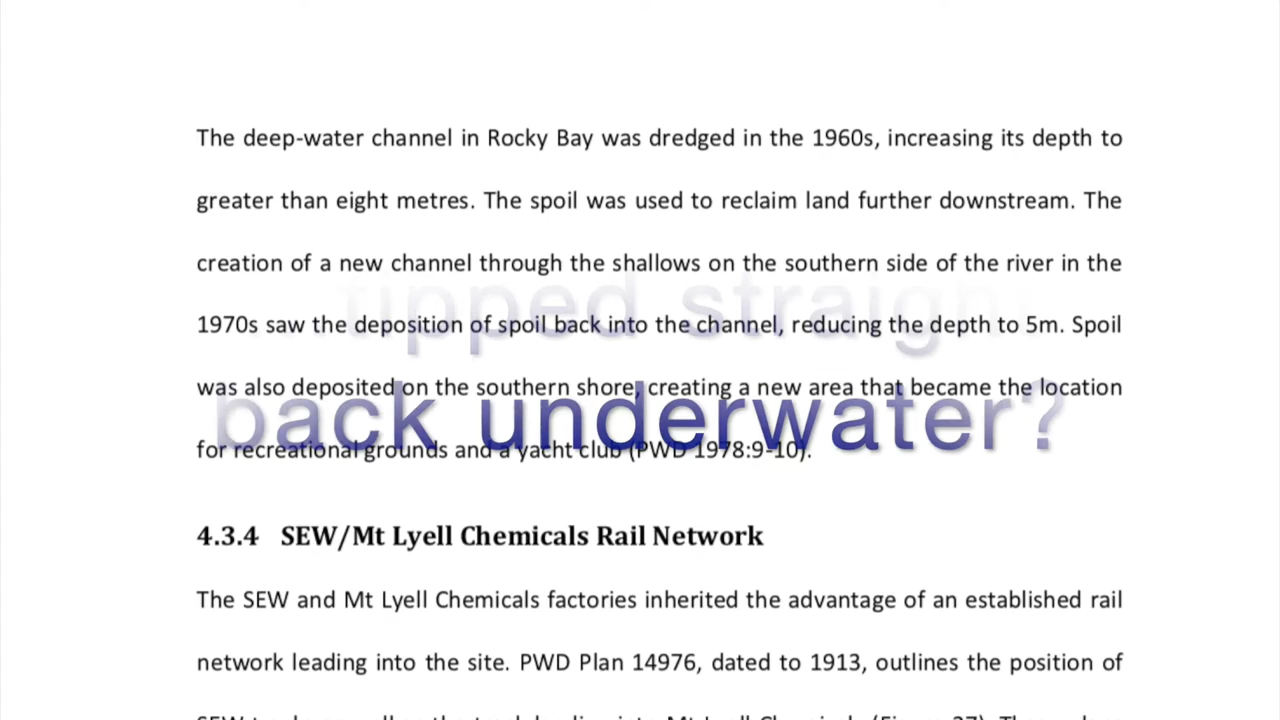 The deep-water channel in Rocky Bay was dredged in the 1960s, increasing its depth to
greater than eight metres. The spoil was used to reclaim land further downstream. The
creation of a new channel through the shallows on the southern side of the river in the
tipped straight
1970s saw the deposition of spoil back into the channel, reducing the depth to 5m. Spoil
was also deposited on the southern shore, creating a new area that became the location
back underwater?
for recreational grounds and a yacht club (PWD 1978:9-10).
4.3.4 SEW/Mt Lyell Chemicals Rail Network
The SEW and Mt Lyell Chemicals factories inherited the advantage of an established rail
network leading into the site. PWD Plan 14976, dated to 1913, outlines the position of